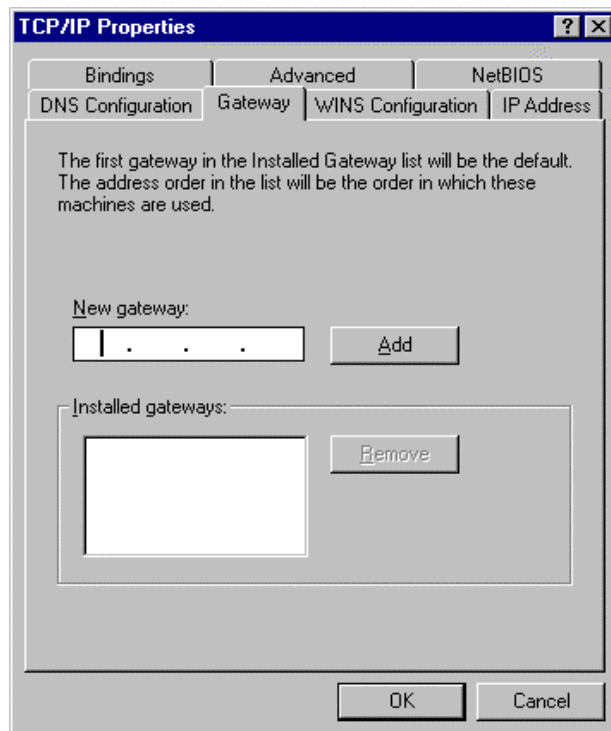 TCP/IP Properties
Bindings Advanced NetBIOS
DNS Configuration Gateway WINS Configuration IP Address
The first gateway in the Installed Gateway list will be the default.
The address order in the list will be the order in which these
machines are used.
New gateway:
. . .
Add
Installed gateways:
Remove
OK Cancel